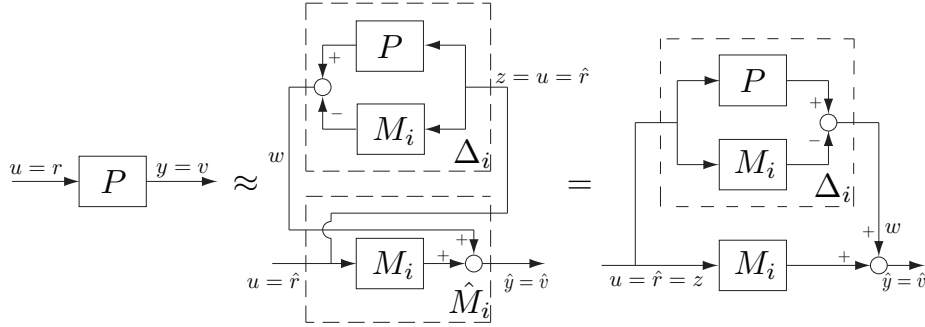 u = r
P
y = v
≈
P
+
−
M_i
Δ_i
z = u = r̂
w
+
M_i
+
u = r̂
M̂_i
ŷ = v̂
=
P
+
−
M_i
Δ_i
+
w
u = r̂ = z
M_i
+
ŷ = v̂